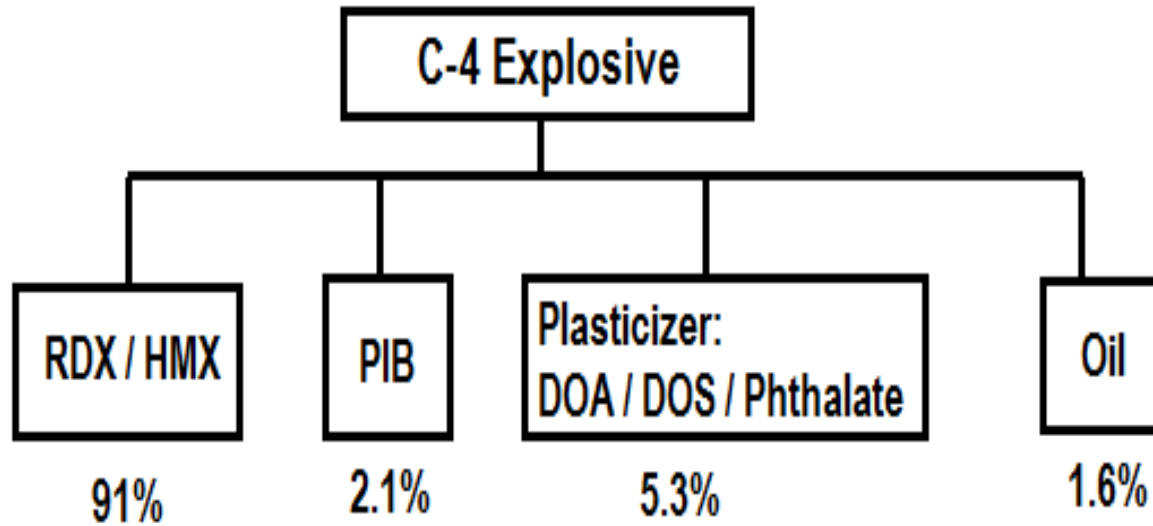 C-4 Explosive
RDX / HMX
PIB
Plasticizer:
DOA / DOS / Phthalate
Oil
91%
2.1%
5.3%
1.6%